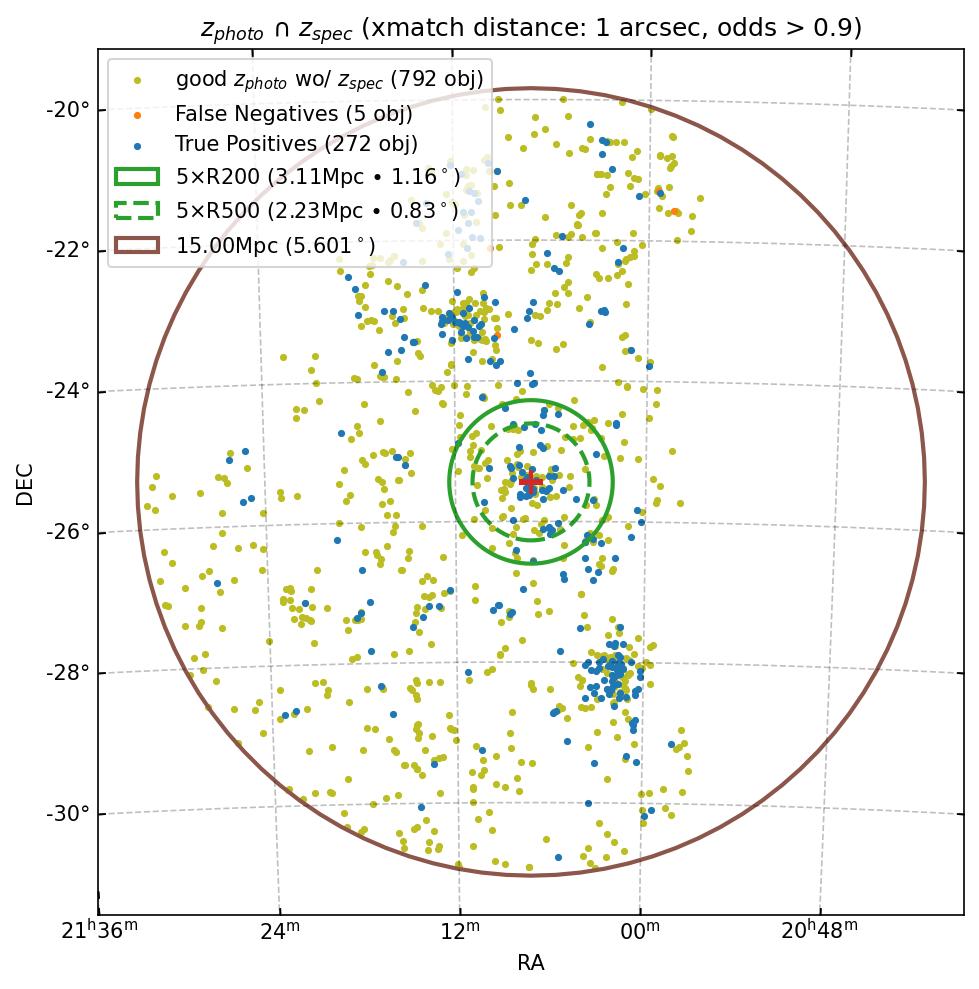 z_photo ∩ z_spec (xmatch distance: 1 arcsec, odds > 0.9)
good z_photo wo/ z_spec (792 obj)
False Negatives (5 obj)
True Positives (272 obj)
5×R200 (3.11Mpc • 1.16°)
5×R500 (2.23Mpc • 0.83°)
15.00Mpc (5.601°)
-20°
-22°
-24°
-26°
-28°
-30°
DEC
21h36m 24m 12m 00m 20h48m
RA